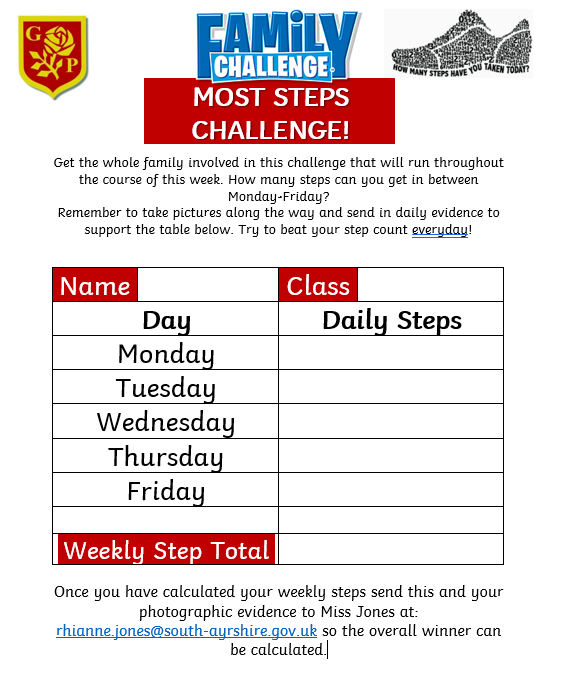 G P
FAMiLY
CHALLENGE
MOST STEPS
CHALLENGE!
HOW MANY STEPS HAVE YOU TAKEN TODAY?
Get the whole family involved in this challenge that will run throughout
the course of this week. How many steps can you get in between
Monday-Friday?
Remember to take pictures along the way and send in daily evidence to
support the table below. Try to beat your step count everyday!
Name Class
Day Daily Steps
Monday
Tuesday
Wednesday
Thursday
Friday
Weekly Step Total
Once you have calculated your weekly steps send this and your
photographic evidence to Miss Jones at:
rhianne.jones@south-ayrshire.gov.uk so the overall winner can
be calculated.